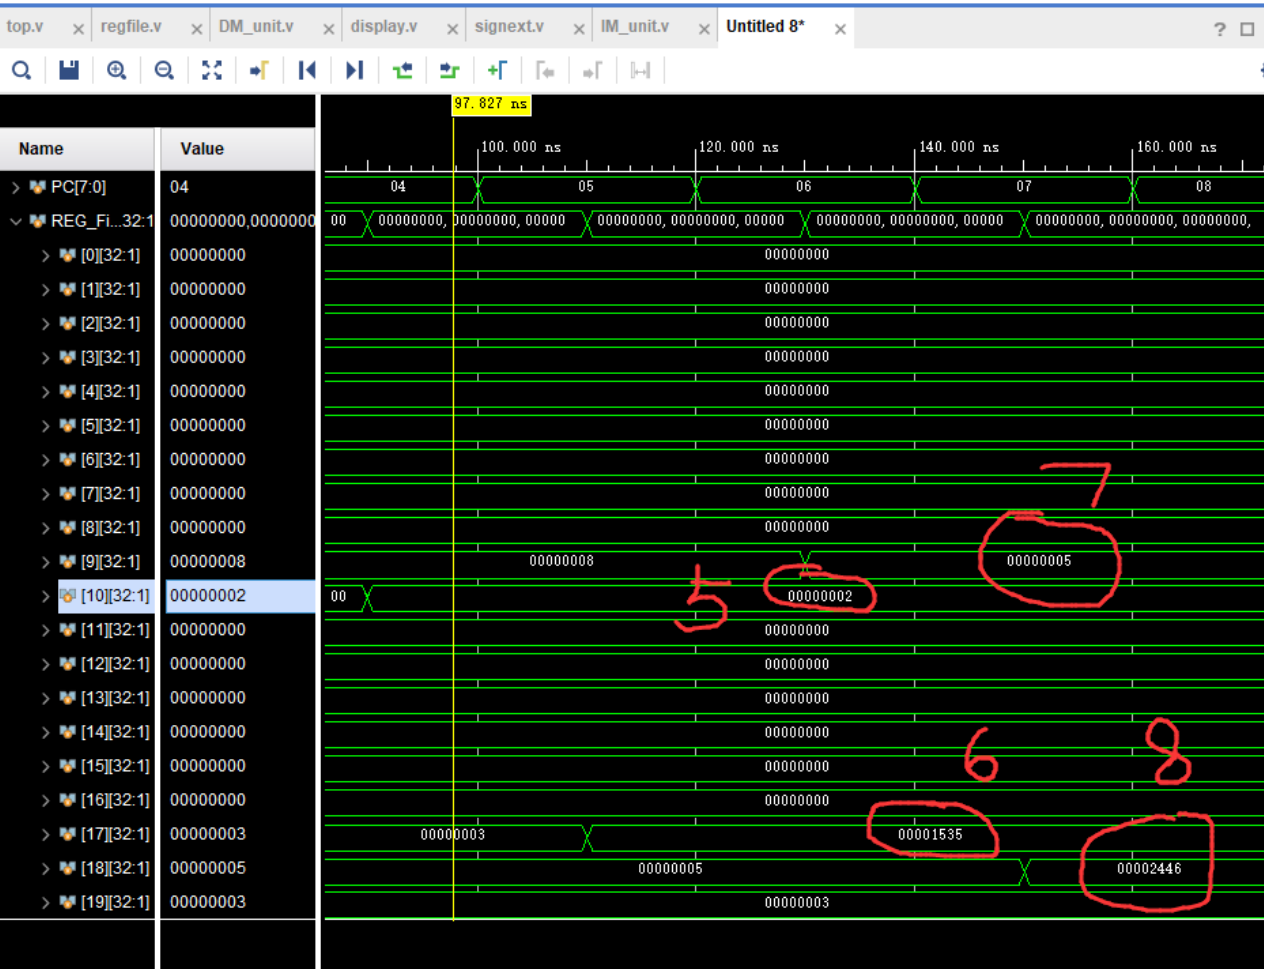 top.v × regfile.v × DM_unit.v × display.v × signext.v × IM_unit.v × Untitled 8* × ?
97.827 ns
Name Value 100.000 ns 120.000 ns 140.000 ns 160.000 ns
PC[7:0] 04 04 05 06 07 08
REG_Fi...32:1 00000000,0000000 00 00000000, 00000000, 00000 00000000, 00000000, 00000 00000000, 00000000, 00000 00000000, 00000000, 00000000,
[0][32:1] 00000000 00000000
[1][32:1] 00000000 00000000
[2][32:1] 00000000 00000000
[3][32:1] 00000000 00000000
[4][32:1] 00000000 00000000
[5][32:1] 00000000 00000000
[6][32:1] 00000000 00000000
7
[7][32:1] 00000000 00000000
[8][32:1] 00000000 00000000
[9][32:1] 00000008 00000008 00000005
[10][32:1] 00000002 00 5 00000002
[11][32:1] 00000000 00000000
[12][32:1] 00000000 00000000
[13][32:1] 00000000 00000000
[14][32:1] 00000000 00000000
6 8
[15][32:1] 00000000 00000000
[16][32:1] 00000000 00000000
[17][32:1] 00000003 00000003 00001535
[18][32:1] 00000005 00000005 00002446
[19][32:1] 00000003 00000003